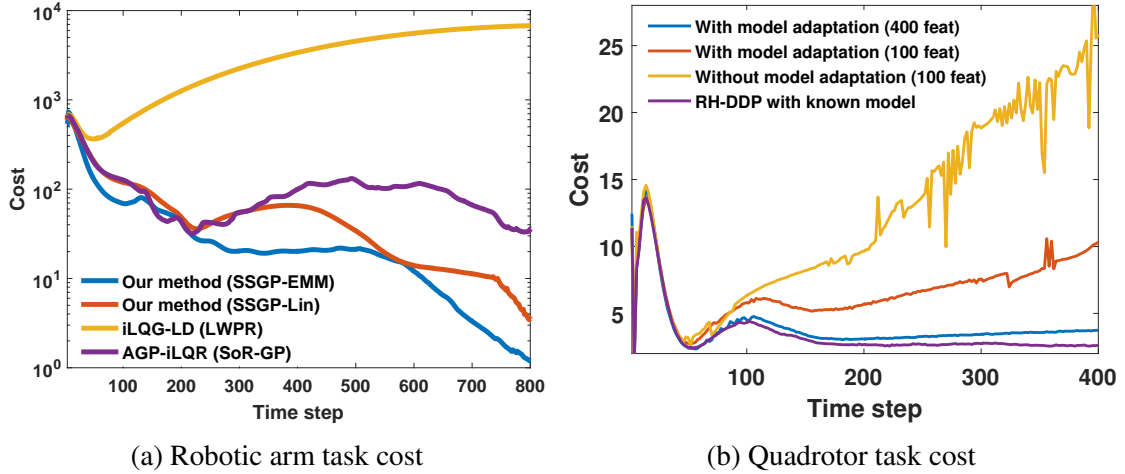 10^4
10^3
10^2
10^1
10^0
Cost
100 200 300 400 500 600 700 800
Time step
Our method (SSGP-EMM)
Our method (SSGP-Lin)
iLQG-LD (LWPR)
AGP-iLQR (SoR-GP)
(a) Robotic arm task cost
25
20
15
10
5
Cost
100 200 300 400
Time step
With model adaptation (400 feat)
With model adaptation (100 feat)
Without model adaptation (100 feat)
RH-DDP with known model
(b) Quadrotor task cost